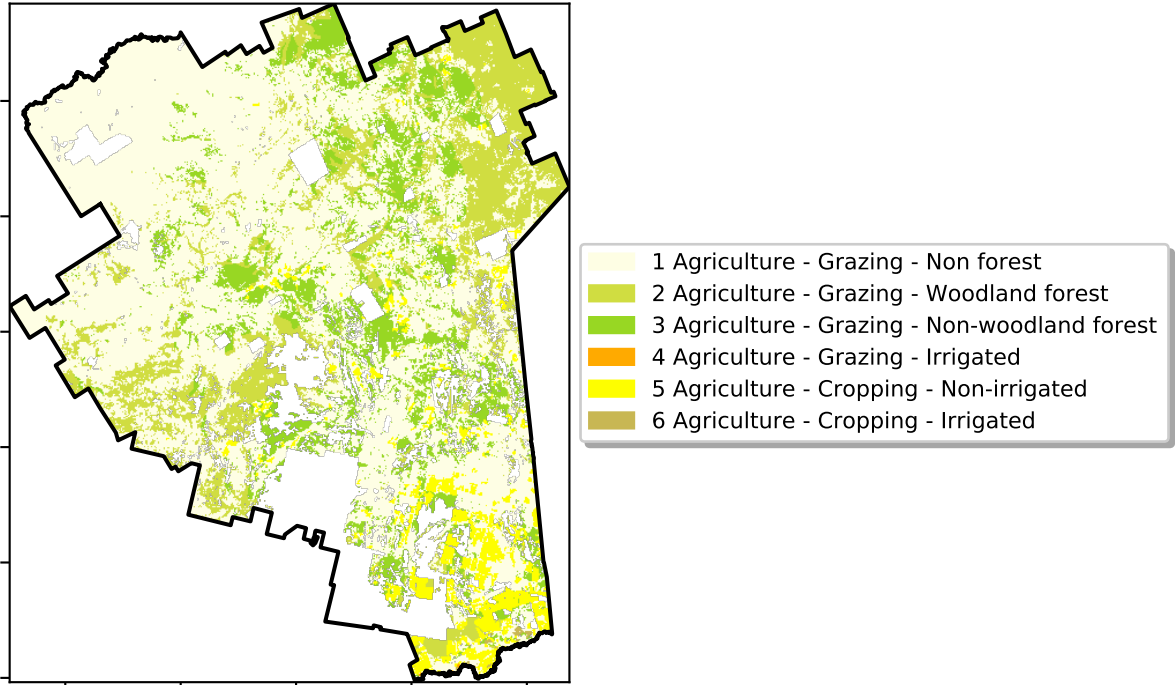 1 Agriculture - Grazing - Non forest
2 Agriculture - Grazing - Woodland forest
3 Agriculture - Grazing - Non-woodland forest
4 Agriculture - Grazing - Irrigated
5 Agriculture - Cropping - Non-irrigated
6 Agriculture - Cropping - Irrigated